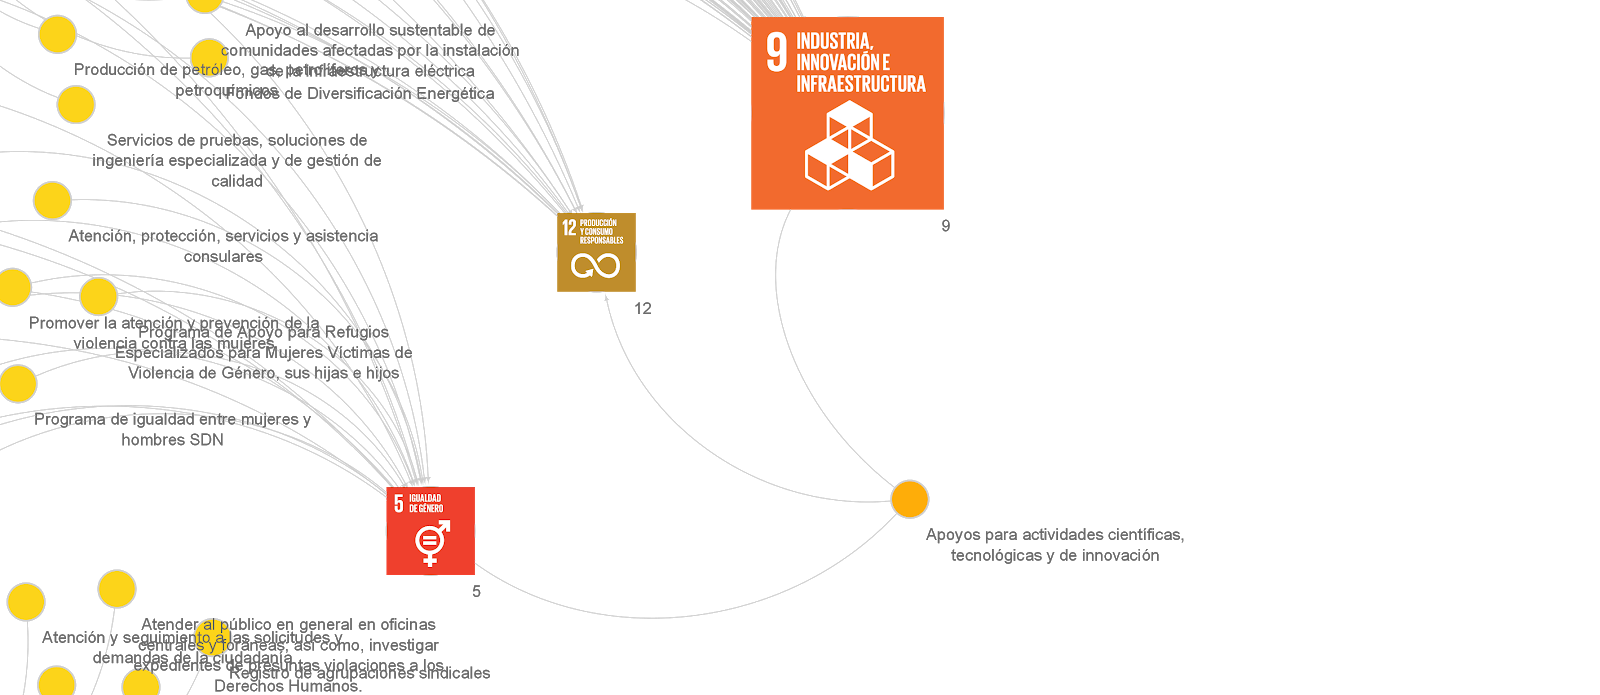 Apoyo al desarrollo sustentable de
comunidades afectadas por la instalación
de la infraestructura eléctrica
Producción de petróleo, gas, petrolíferos y
petroquímicos
Fondos de Diversificación Energética
Servicios de pruebas, soluciones de
ingeniería especializada y de gestión de
calidad
Atención, protección, servicios y asistencia
consulares
Promover la atención y prevención de la
violencia contra las mujeres
Programa de Apoyo para Refugios
Especializados para Mujeres Víctimas de
Violencia de Género, sus hijas e hijos
Programa de igualdad entre mujeres y
hombres SDN
9 INDUSTRIA,
INNOVACIÓN E
INFRAESTRUCTURA
9
12 PRODUCCIÓN
Y CONSUMO
RESPONSABLES
12
5 IGUALDAD
DE GÉNERO
5
Apoyos para actividades científicas,
tecnológicas y de innovación
Atender al público en general en oficinas
centrales y foráneas, así como, investigar
expedientes de presuntas violaciones a los
Derechos Humanos.
Atención y seguimiento a las solicitudes y
demandas de la ciudadanía
Registro de agrupaciones sindicales